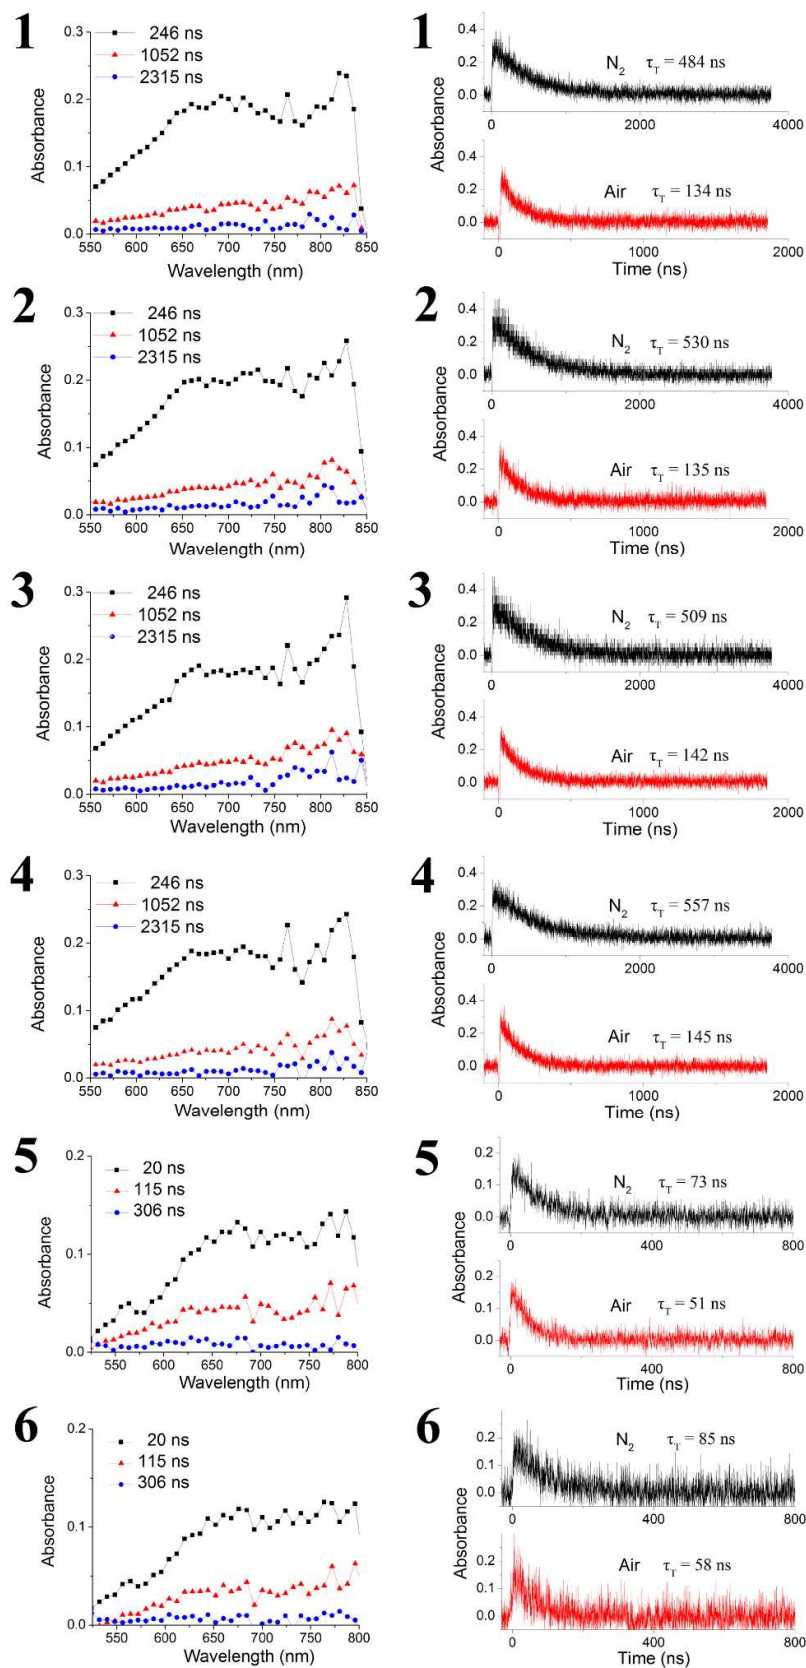 1
246 ns
1052 ns
2315 ns
0.3
0.2
0.1
0.0
Absorbance
550 600 650 700 750 800 850
Wavelength (nm)
1
N2 τT = 484 ns
0.4
0.2
0.0
0 2000 4000
Absorbance
Air τT = 134 ns
0.4
0.2
0.0
0 1000 2000
Time (ns)
2
246 ns
1052 ns
2315 ns
0.3
0.2
0.1
0.0
Absorbance
550 600 650 700 750 800 850
Wavelength (nm)
2
N2 τT = 530 ns
0.4
0.2
0.0
0 2000 4000
Absorbance
Air τT = 135 ns
0.4
0.2
0.0
0 1000 2000
Time (ns)
3
246 ns
1052 ns
2315 ns
0.3
0.2
0.1
0.0
Absorbance
550 600 650 700 750 800 850
Wavelength (nm)
3
N2 τT = 509 ns
0.4
0.2
0.0
0 2000 4000
Absorbance
Air τT = 142 ns
0.4
0.2
0.0
0 1000 2000
Time (ns)
4
246 ns
1052 ns
2315 ns
0.3
0.2
0.1
0.0
Absorbance
550 600 650 700 750 800 850
Wavelength (nm)
4
N2 τT = 557 ns
0.4
0.2
0.0
0 2000 4000
Absorbance
Air τT = 145 ns
0.4
0.2
0.0
0 1000 2000
Time (ns)
5
20 ns
115 ns
306 ns
0.2
0.1
0.0
Absorbance
550 600 650 700 750 800
Wavelength (nm)
5
N2 τT = 73 ns
0.2
0.1
0.0
0 400 800
Absorbance
Air τT = 51 ns
0.2
0.1
0.0
0 400 800
Time (ns)
6
20 ns
115 ns
306 ns
0.2
0.1
0.0
Absorbance
550 600 650 700 750 800
Wavelength (nm)
6
N2 τT = 85 ns
0.2
0.1
0.0
0 400 800
Absorbance
Air τT = 58 ns
0.2
0.1
0.0
0 400 800
Time (ns)